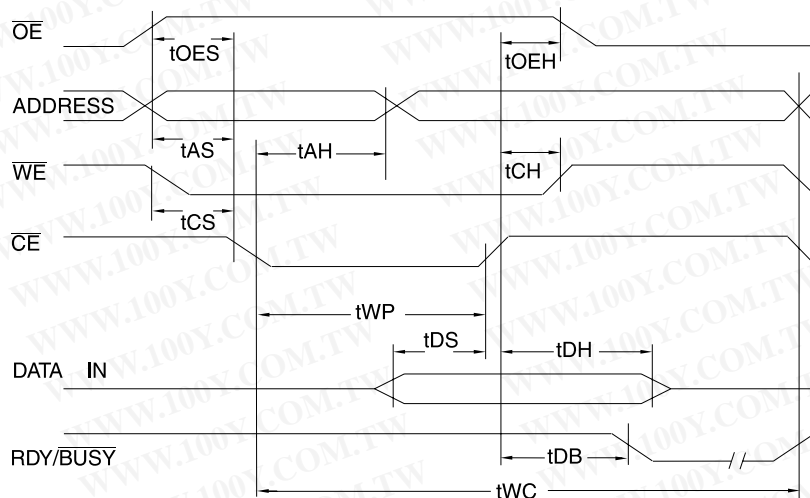 OE
tOES
tOEH
ADDRESS
tAS
tAH
WE
tCH
tCS
CE
tWP
tDS
tDH
DATA IN
RDY/BUSY
tDB
tWC
WWW.100Y.COM.TW